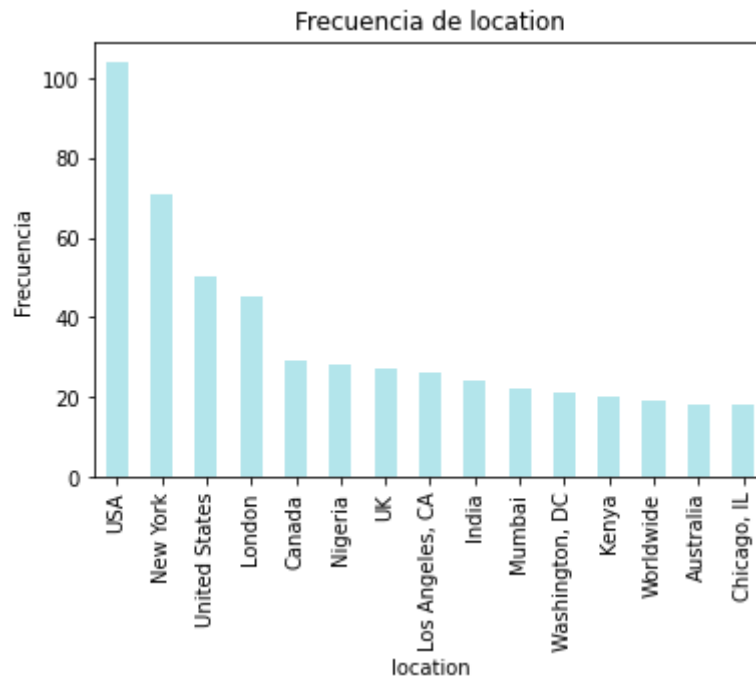 Frecuencia de location
Frecuencia
100
80
60
40
20
0
USA
New York
United States
London
Canada
Nigeria
UK
Los Angeles, CA
India
Mumbai
Washington, DC
Kenya
Worldwide
Australia
Chicago, IL
location